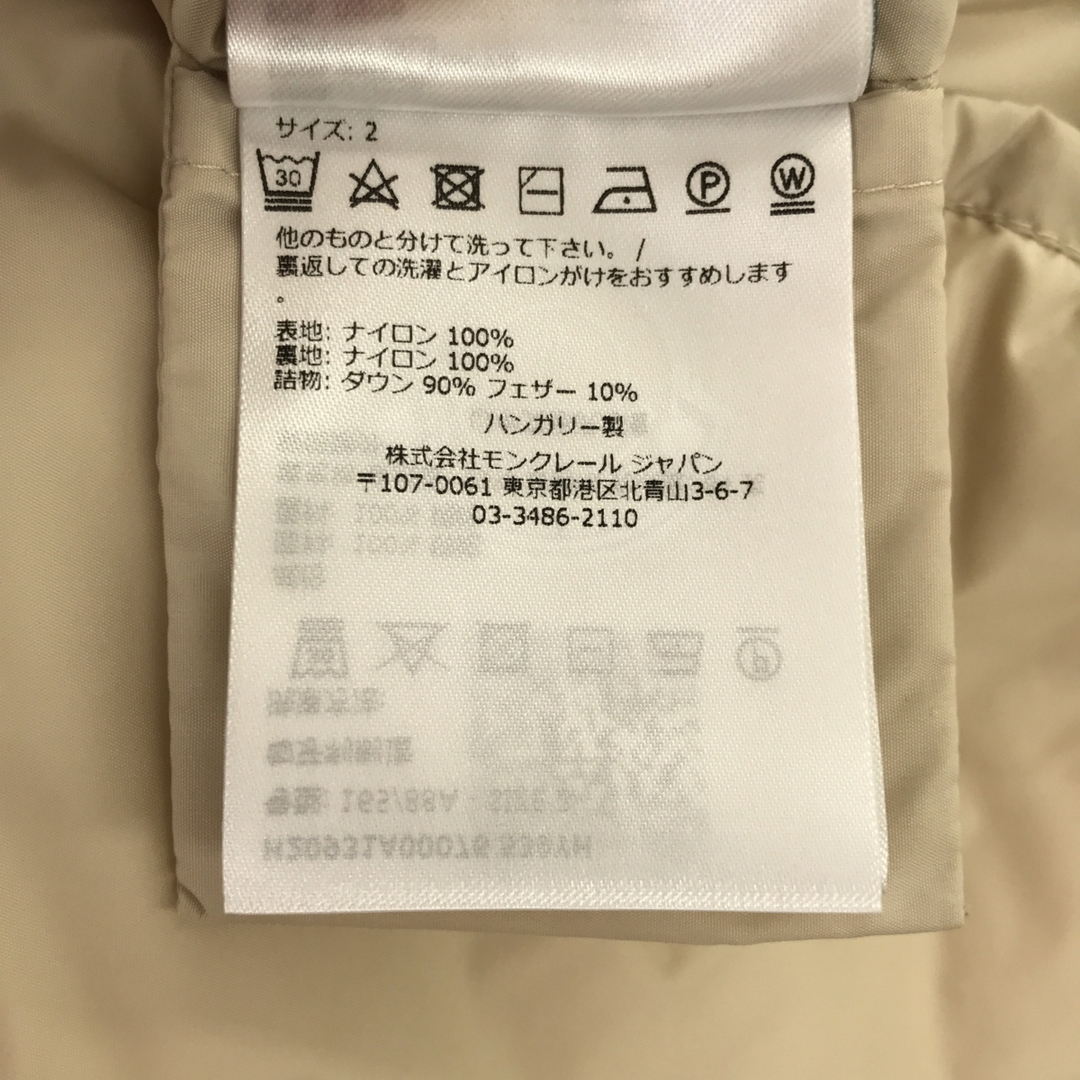 サイズ: 2
30
P
W
他のものと分けて洗って下さい。 /
裏返しての洗濯とアイロンがけをおすすめします
。
表地: ナイロン 100%
裏地: ナイロン 100%
詰物: ダウン 90% フェザー 10%
ハンガリー製
株式会社モンクレール ジャパン
〒107-0061 東京都港区北青山3-6-7
03-3486-2110